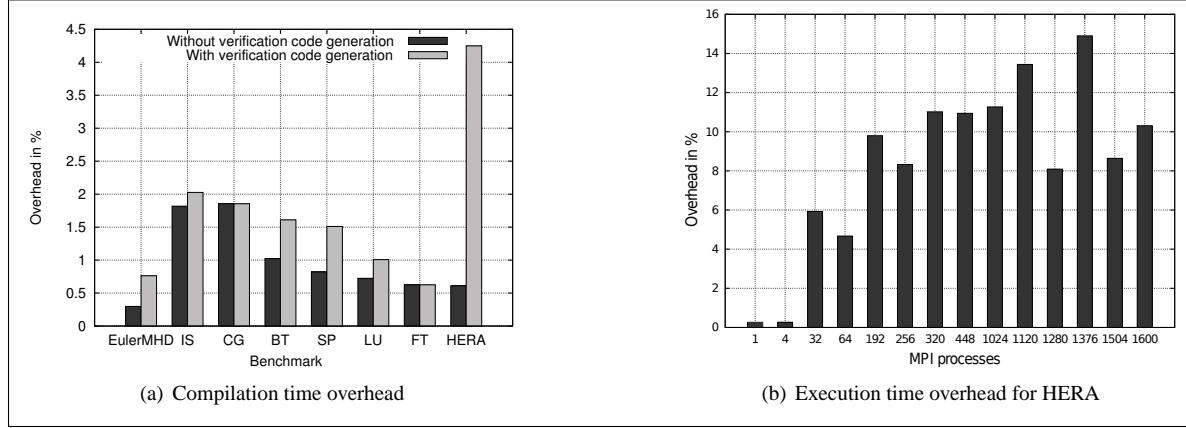 4.5
4
3.5
3
2.5
2
1.5
1
0.5
0
Overhead in %
Without verification code generation
With verification code generation
EulerMHD IS CG BT SP LU FT HERA
Benchmark
(a) Compilation time overhead
16
14
12
10
8
6
4
2
0
Overhead in %
1 4 32 64 192 256 320 448 1024 1120 1280 1376 1504 1600
MPI processes
(b) Execution time overhead for HERA